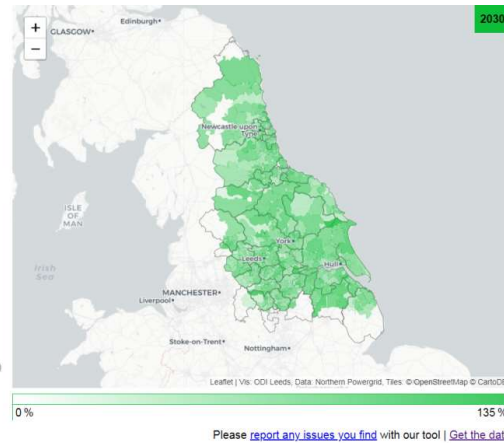 2030
+
−
Edinburgh
GLASGOW
Newcastle upon
Tyne
ISLE
OF
MAN
York
Leeds
Hull
Irish
Sea
MANCHESTER
Liverpool
Stoke-on-Trent
Nottingham
Leaflet | Vis: ODI Leeds, Data: Northern Powergrid, Tiles: © OpenStreetMap © CartoDB
0 %
135 %
Please report any issues you find with our tool | Get the dat